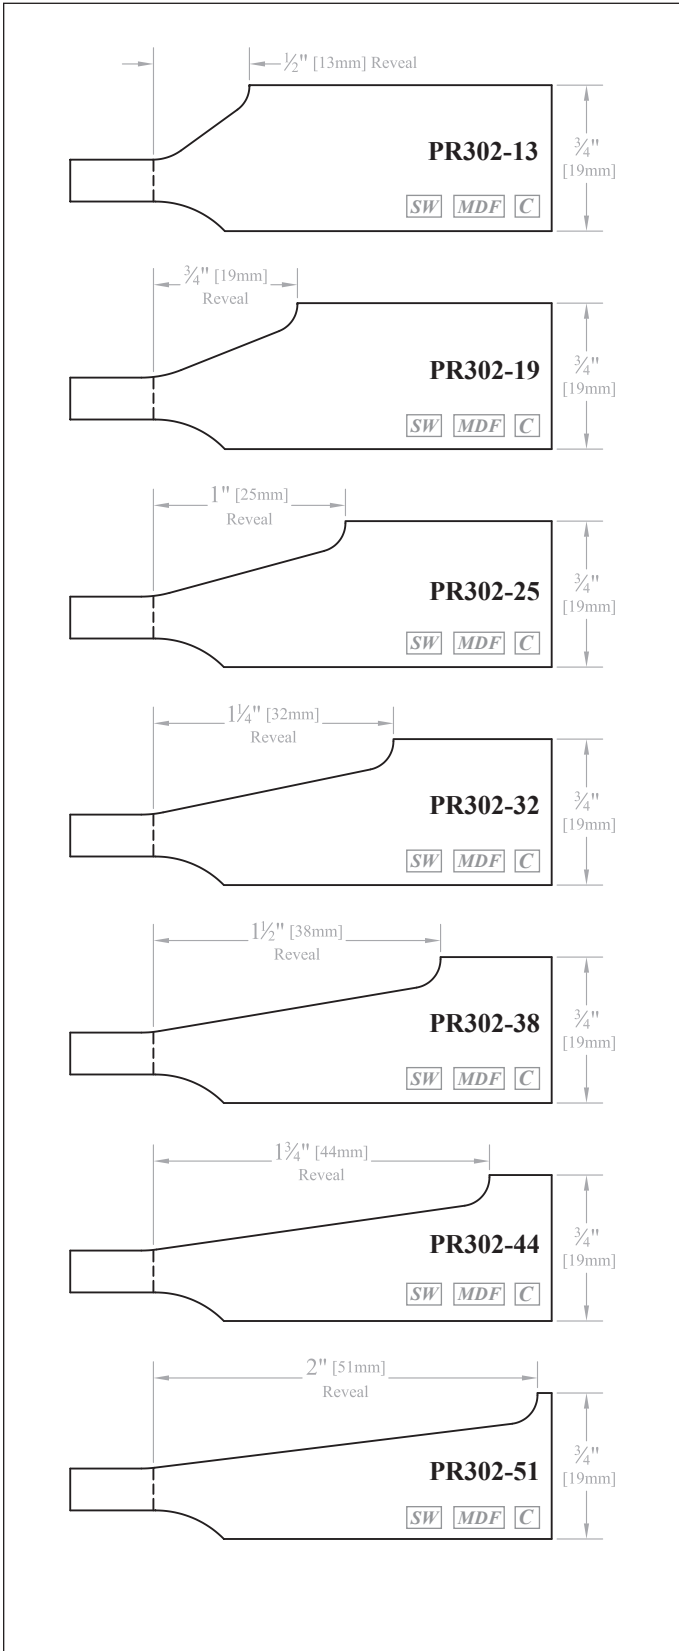 ½" [13mm] Reveal
PR302-13
¾"
[19mm]
SW MDF C
¾" [19mm]
Reveal
PR302-19
¾"
[19mm]
SW MDF C
1" [25mm]
Reveal
PR302-25
¾"
[19mm]
SW MDF C
1¼" [32mm]
Reveal
PR302-32
¾"
[19mm]
SW MDF C
1½" [38mm]
Reveal
PR302-38
¾"
[19mm]
SW MDF C
1¾" [44mm]
Reveal
PR302-44
¾"
[19mm]
SW MDF C
2" [51mm]
Reveal
PR302-51
¾"
[19mm]
SW MDF C